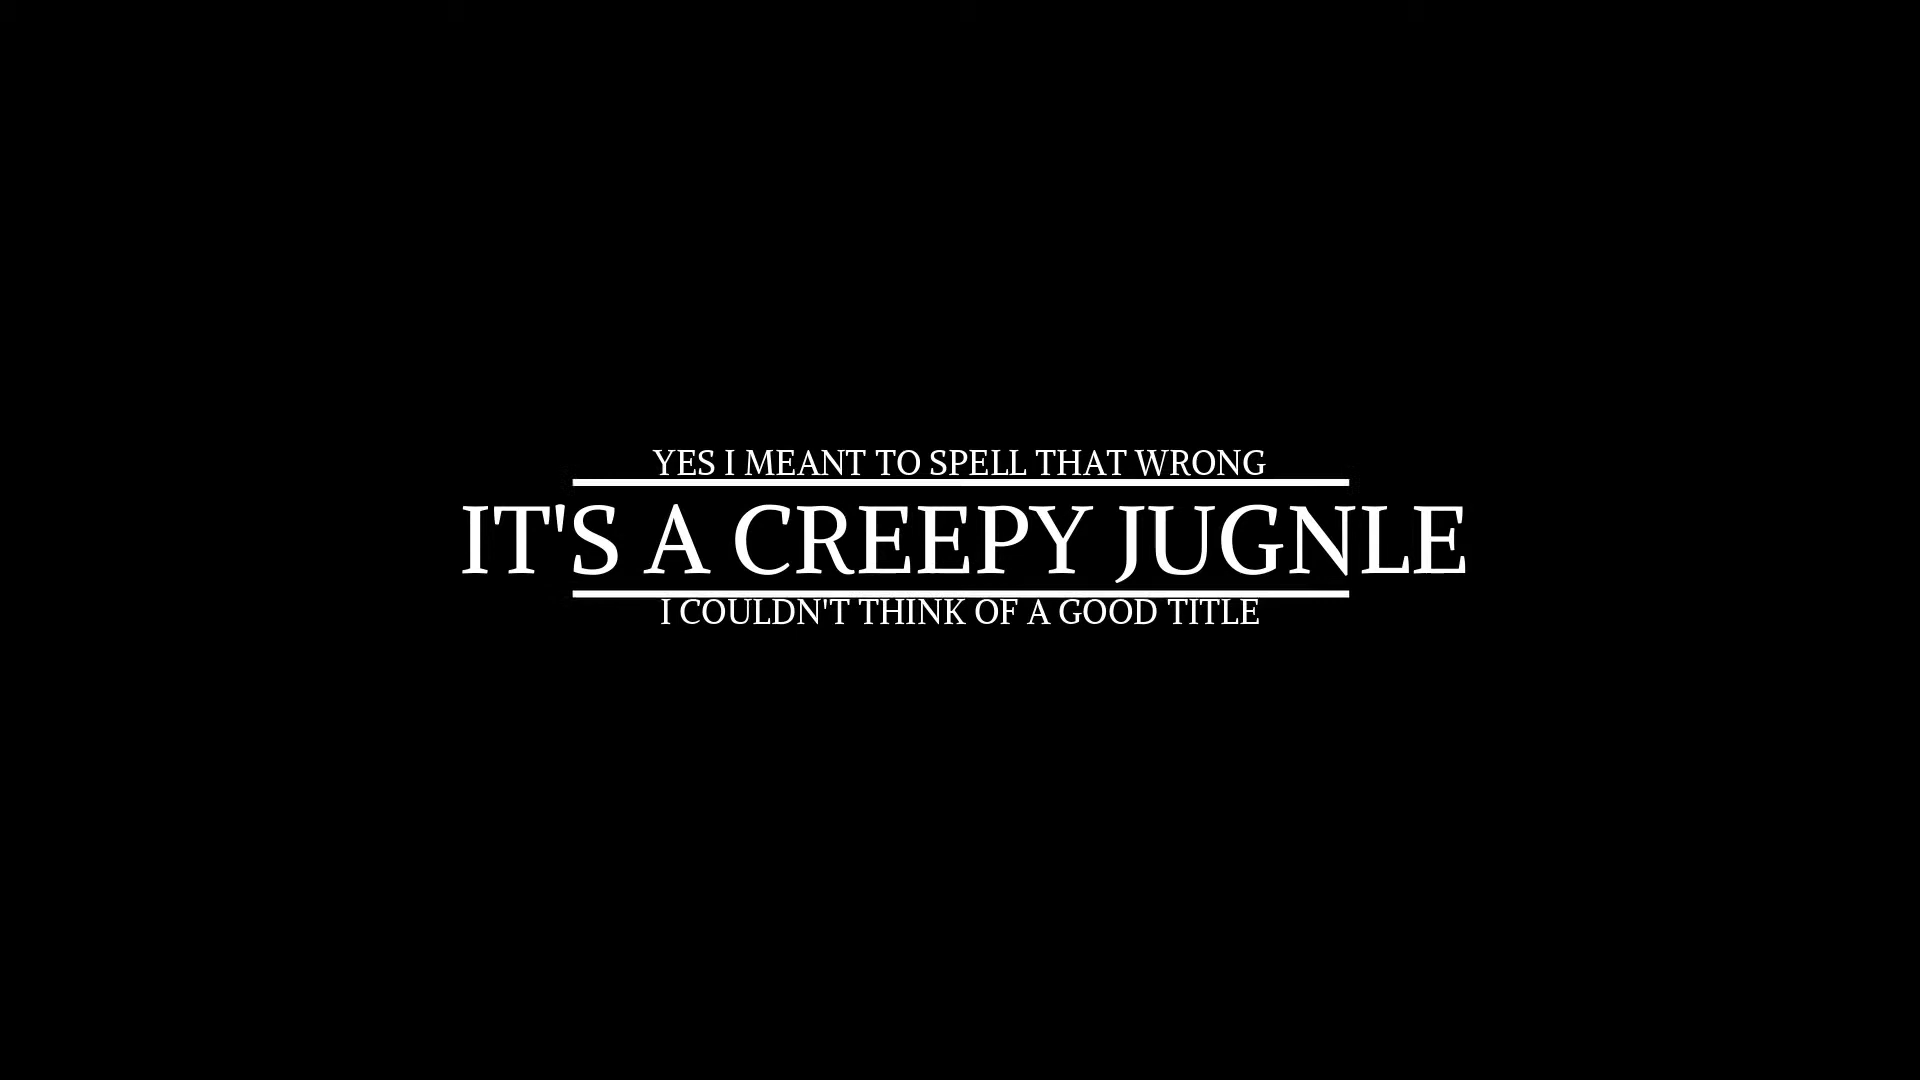 YES I MEANT TO SPELL THAT WRONG
IT'S A CREEPY JUGNLE
I COULDN'T THINK OF A GOOD TITLE